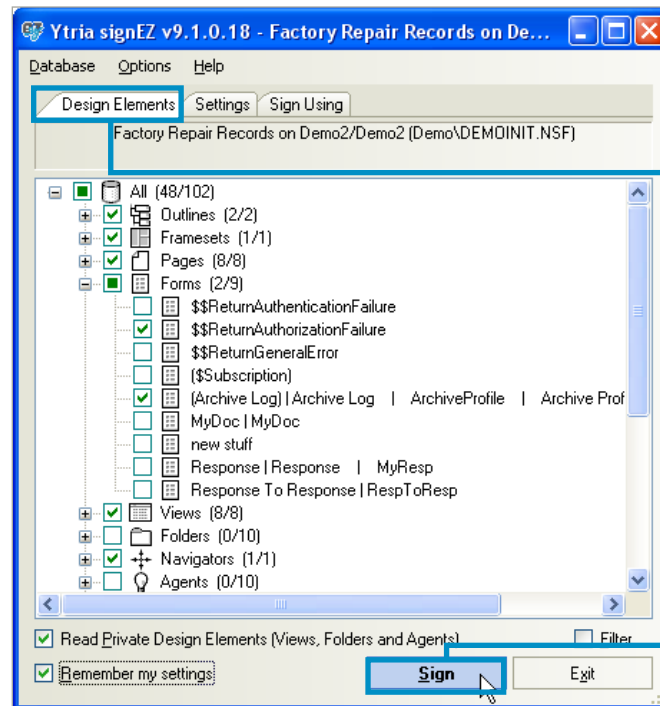 Ytria signEZ v9.1.0.18 - Factory Repair Records on De...
Database Options Help
Design Elements Settings Sign Using
Factory Repair Records on Demo2/Demo2 (Demo\DEMOINIT.NSF)
All (48/102)
Outlines (2/2)
Framesets (1/1)
Pages (8/8)
Forms (2/9)
$$ReturnAuthenticationFailure
$$ReturnAuthorizationFailure
$$ReturnGeneralError
($Subscription)
(Archive Log) | Archive Log | ArchiveProfile | Archive Prof
MyDoc | MyDoc
new stuff
Response | Response | MyResp
Response To Response | RespToResp
Views (8/8)
Folders (0/10)
Navigators (1/1)
Agents (0/10)
Read Private Design Elements (Views, Folders and Agents) Filter
Remember my settings Sign Exit